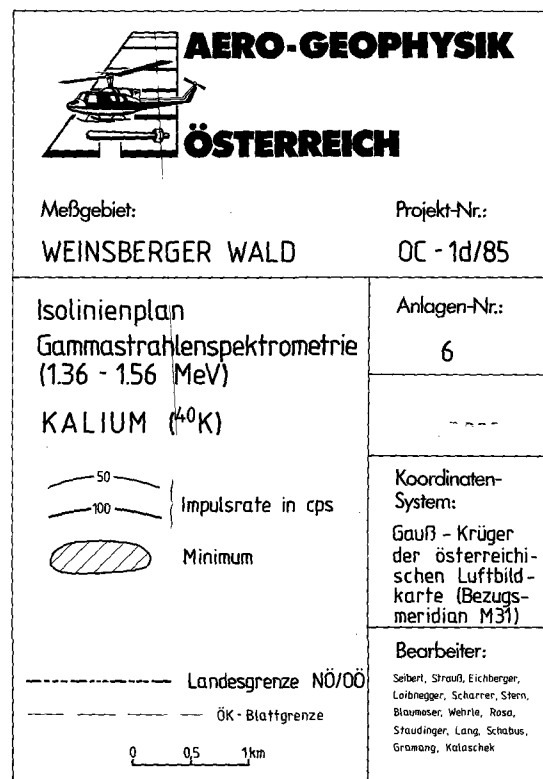 AERO-GEOPHYSIK
ÖSTERREICH
Meßgebiet:
WEINSBERGER WALD
Projekt-Nr.:
OC - 1d/85
Isolinienplan
Gammastrahlenspektrometrie
(1.36 - 1.56 MeV)
KALIUM (⁴⁰K)
50
100
Impulsrate in cps
Minimum
Landesgrenze NÖ/OÖ
ÖK - Blattgrenze
0 0,5 1km
Anlagen-Nr.:
6
Koordinaten-
System:
Gauß - Krüger
der österreichi-
schen Luftbild-
karte (Bezugs-
meridian M31)
Bearbeiter:
Seiberl, Strauß, Eichberger,
Loibnegger, Scharrer, Stern,
Blaumoser, Wehrle, Rosa,
Staudinger, Lang, Schabus,
Gramang, Kalaschek